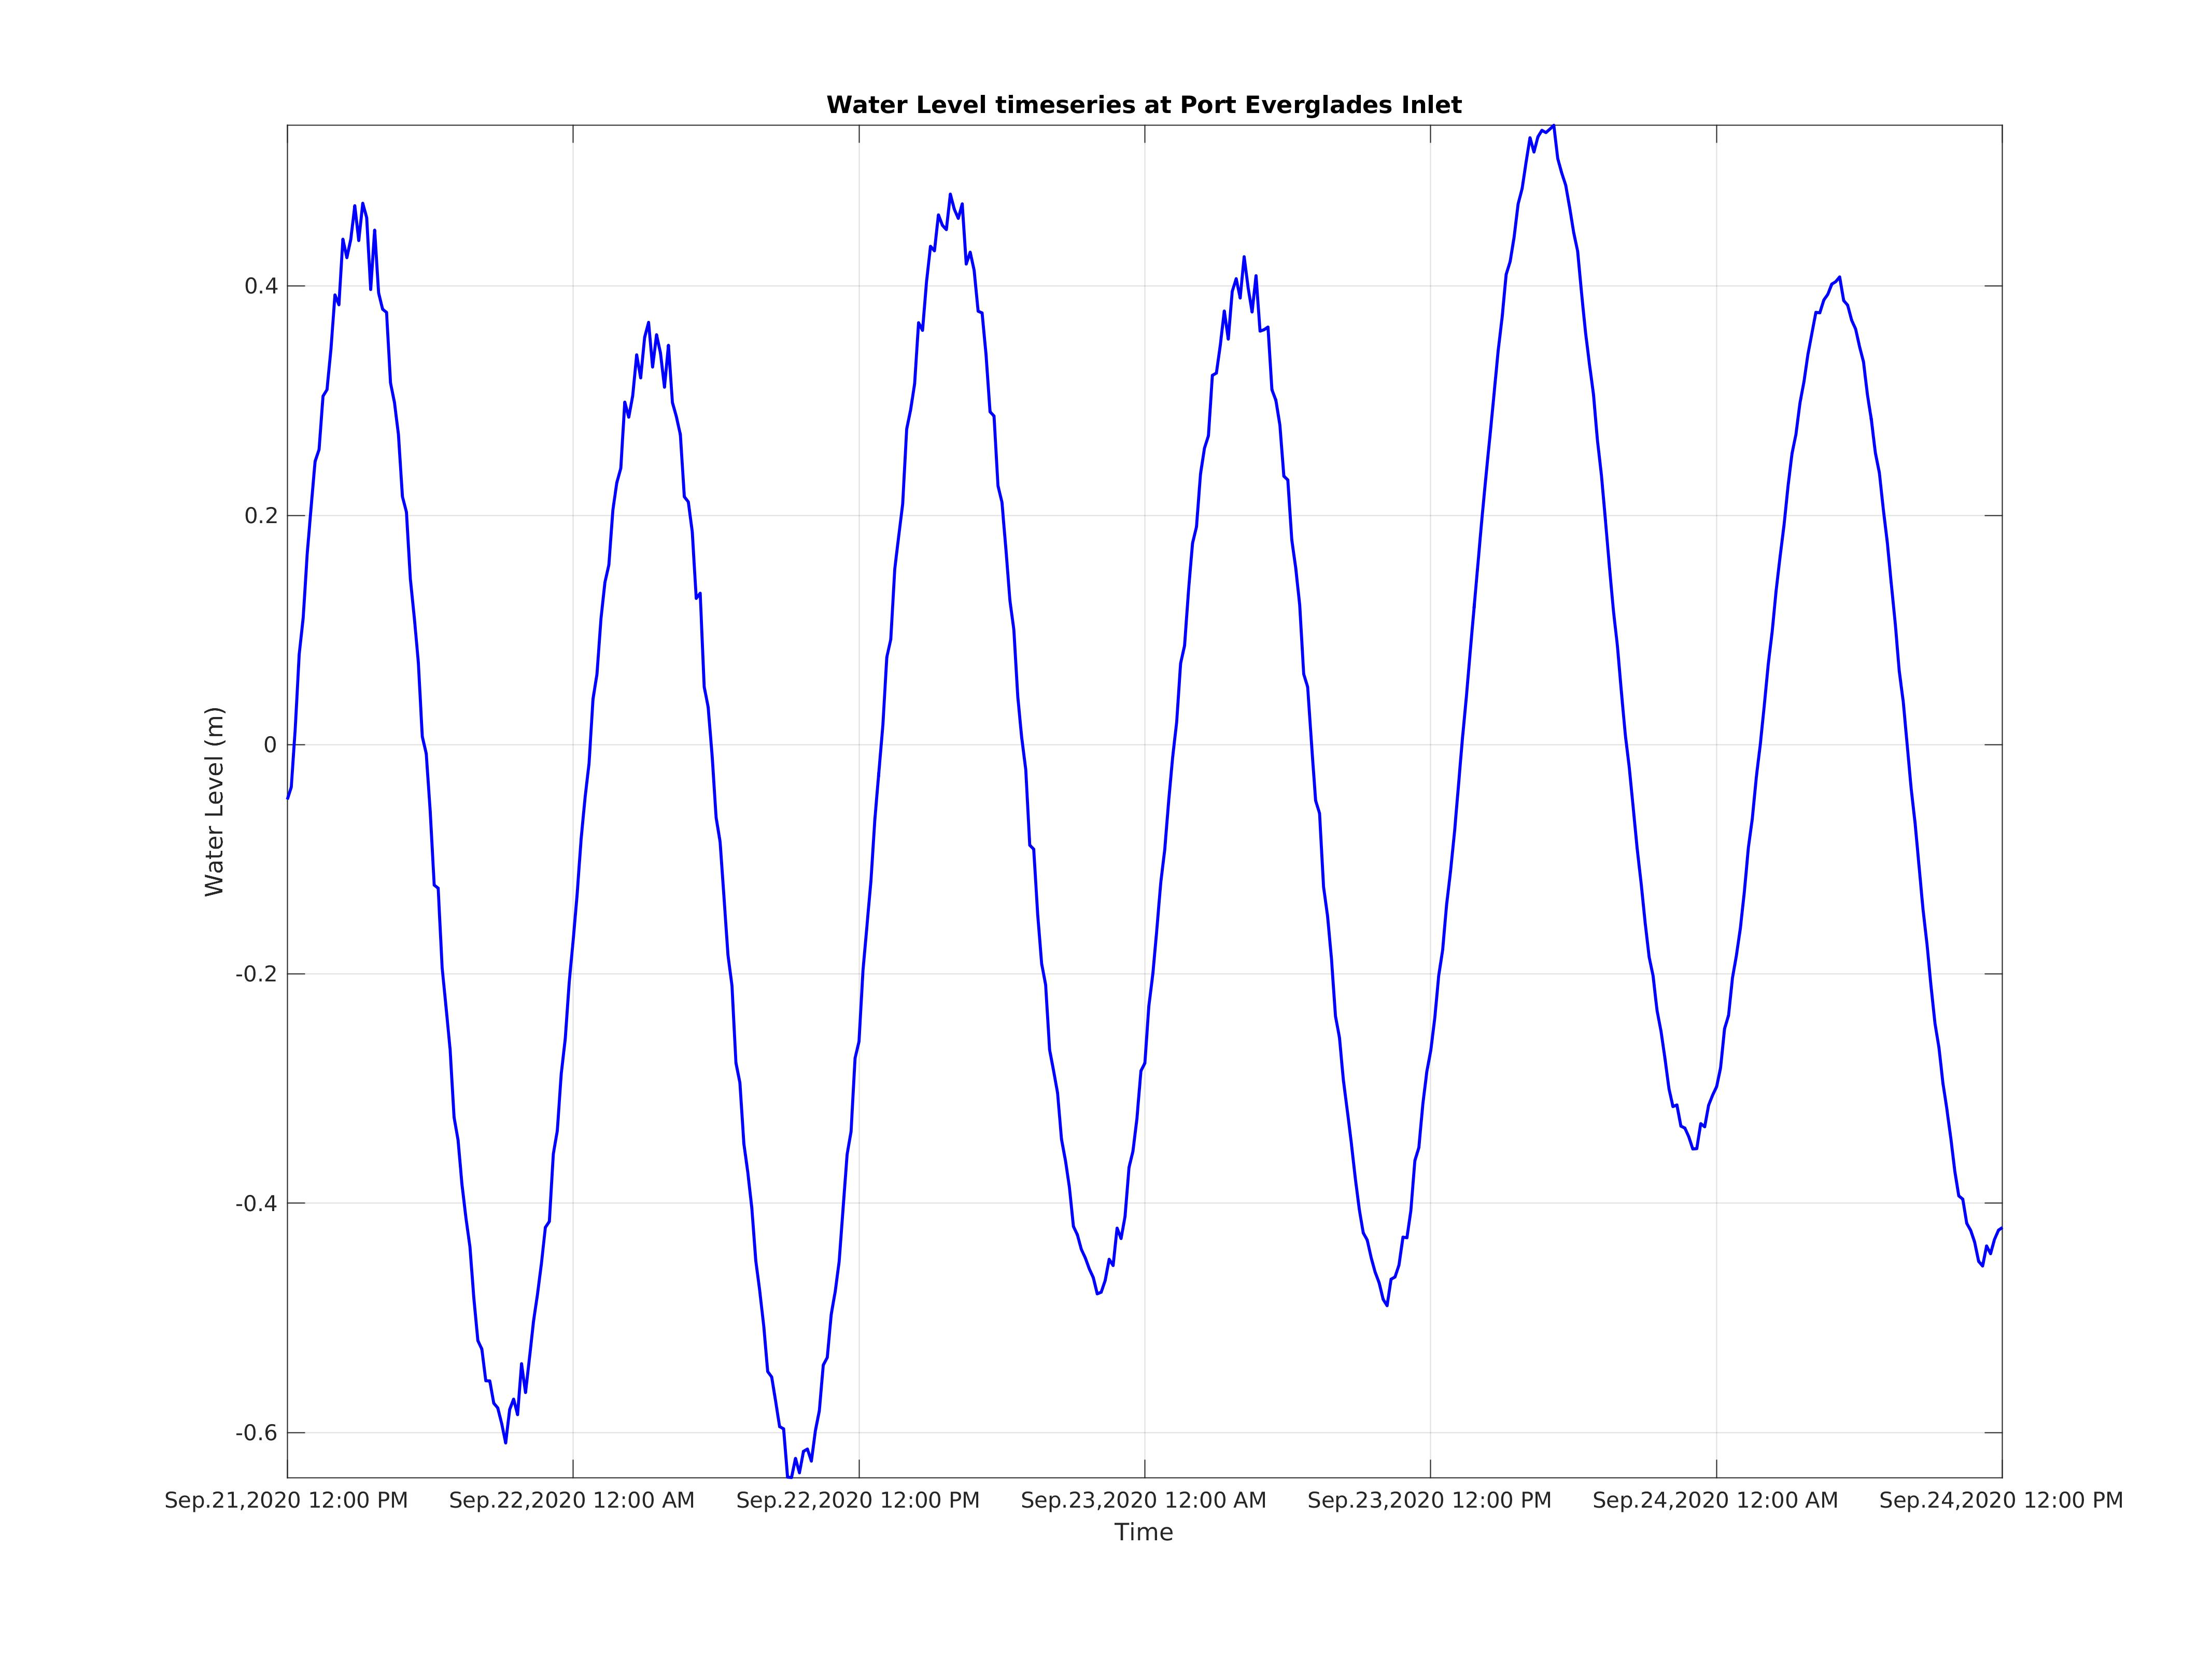 Water Level timeseries at Port Everglades Inlet
0.4
0.2
0
-0.2
-0.4
-0.6
Water Level (m)
Sep.21,2020 12:00 PM Sep.22,2020 12:00 AM Sep.22,2020 12:00 PM Sep.23,2020 12:00 AM Sep.23,2020 12:00 PM Sep.24,2020 12:00 AM Sep.24,2020 12:00 PM
Time